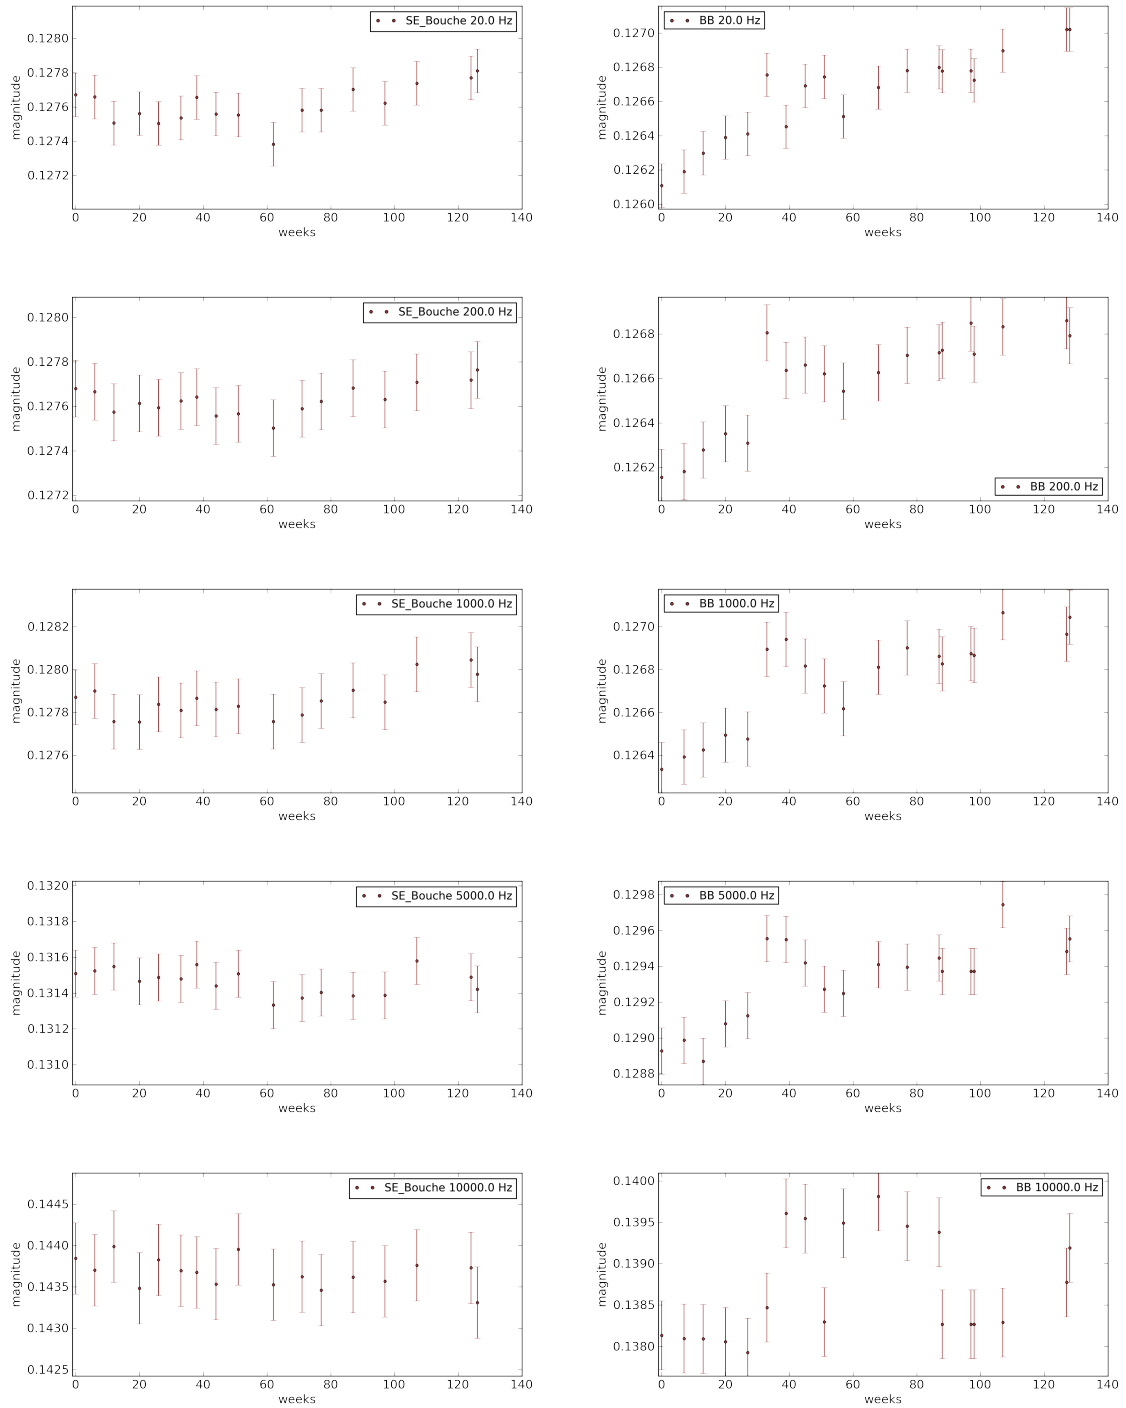 SE_Bouche 20.0 Hz
magnitude
0.1280
0.1278
0.1276
0.1274
0.1272
0 20 40 60 80 100 120 140
weeks
BB 20.0 Hz
magnitude
0.1270
0.1268
0.1266
0.1264
0.1262
0.1260
0 20 40 60 80 100 120 140
weeks
SE_Bouche 200.0 Hz
magnitude
0.1280
0.1278
0.1276
0.1274
0.1272
0 20 40 60 80 100 120 140
weeks
BB 200.0 Hz
magnitude
0.1268
0.1266
0.1264
0.1262
0 20 40 60 80 100 120 140
weeks
SE_Bouche 1000.0 Hz
magnitude
0.1282
0.1280
0.1278
0.1276
0 20 40 60 80 100 120 140
weeks
BB 1000.0 Hz
magnitude
0.1270
0.1268
0.1266
0.1264
0 20 40 60 80 100 120 140
weeks
SE_Bouche 5000.0 Hz
magnitude
0.1320
0.1318
0.1316
0.1314
0.1312
0.1310
0 20 40 60 80 100 120 140
weeks
BB 5000.0 Hz
magnitude
0.1298
0.1296
0.1294
0.1292
0.1290
0.1288
0 20 40 60 80 100 120 140
weeks
SE_Bouche 10000.0 Hz
magnitude
0.1445
0.1440
0.1435
0.1430
0.1425
0 20 40 60 80 100 120 140
weeks
BB 10000.0 Hz
magnitude
0.1400
0.1395
0.1390
0.1385
0.1380
0 20 40 60 80 100 120 140
weeks